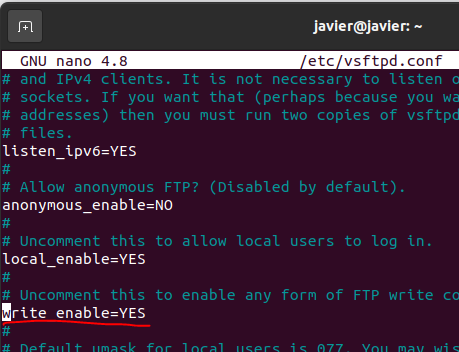 javier@javier: ~
GNU nano 4.8 /etc/vsftpd.conf
# and IPv4 clients. It is not necessary to listen
# sockets. If you want that (perhaps because you
# addresses) then you must run two copies of vsftpd
# files.
listen_ipv6=YES
#
# Allow anonymous FTP? (Disabled by default).
anonymous_enable=NO
#
# Uncomment this to allow local users to log in.
local_enable=YES
#
# Uncomment this to enable any form of FTP write
write_enable=YES
#
# Default umask for local users is 077. You may